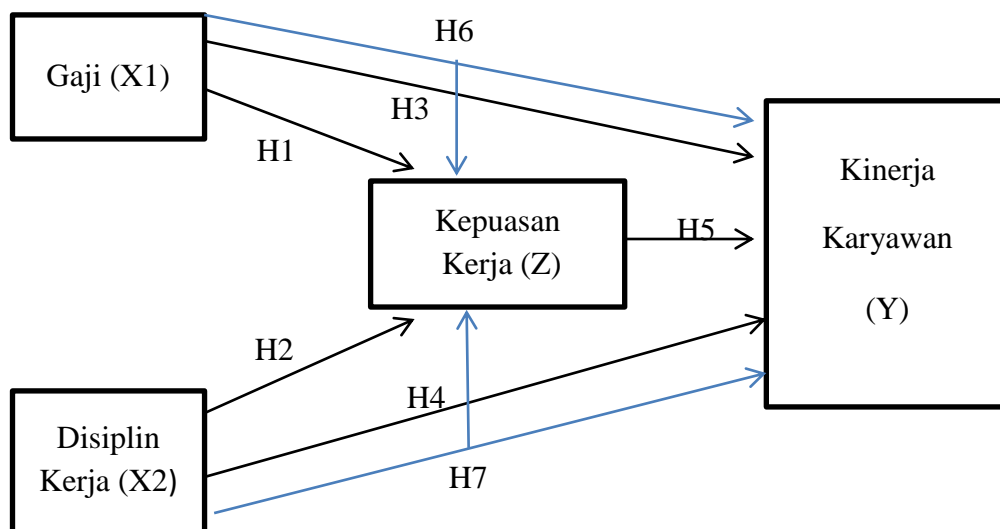 H6
Gaji (X1)
H3
H1
Kinerja
Karyawan
(Y)
Kepuasan
Kerja (Z)
H5
H2
H4
Disiplin
Kerja (X2)
H7